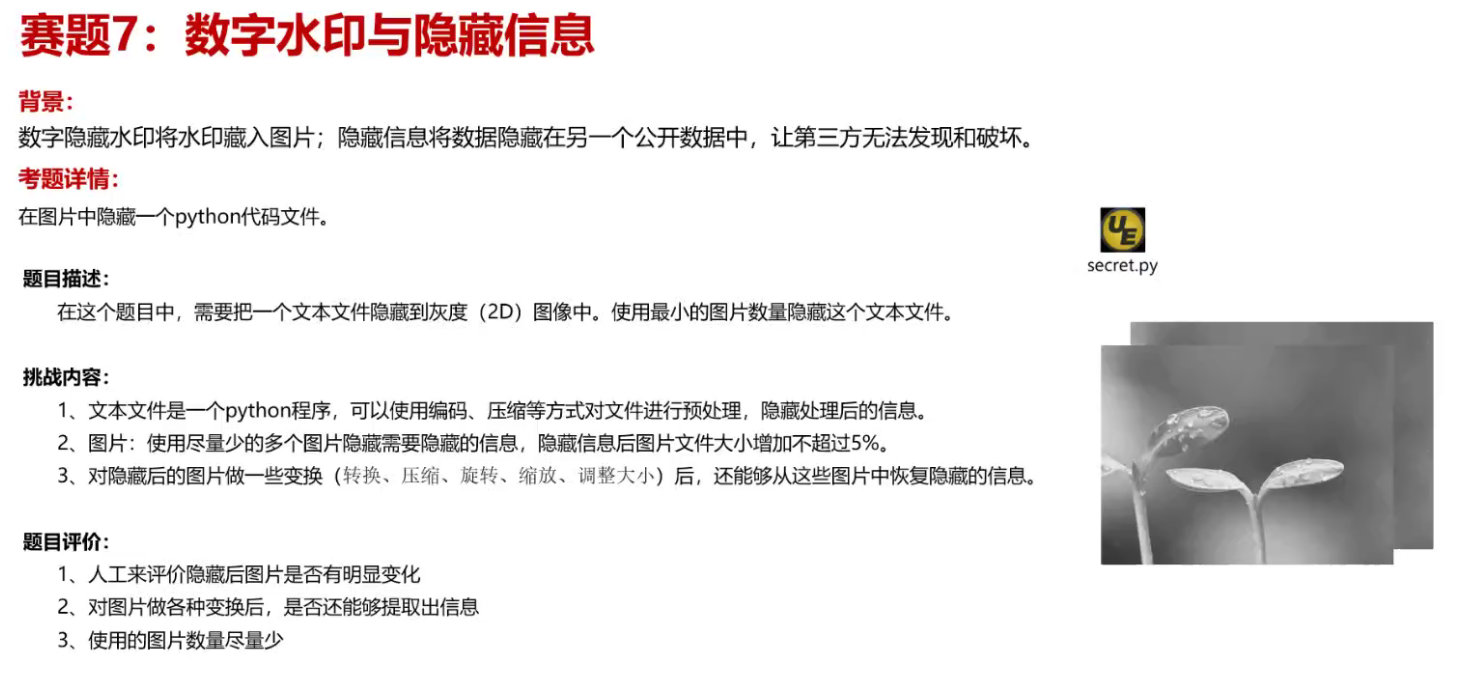 赛题7：数字水印与隐藏信息
背景：
数字隐藏水印将水印藏入图片；隐藏信息将数据隐藏在另一个公开数据中，让第三方无法发现和破坏。
考题详情：
在图片中隐藏一个python代码文件。
UE
secret.py
题目描述：
在这个题目中，需要把一个文本文件隐藏到灰度（2D）图像中。使用最小的图片数量隐藏这个文本文件。
挑战内容：
1、文本文件是一个python程序，可以使用编码、压缩等方式对文件进行预处理，隐藏处理后的信息。
2、图片：使用尽量少的多个图片隐藏需要隐藏的信息，隐藏信息后图片文件大小增加不超过5%。
3、对隐藏后的图片做一些变换（转换、压缩、旋转、缩放、调整大小）后，还能够从这些图片中恢复隐藏的信息。
题目评价：
1、人工来评价隐藏后图片是否有明显变化
2、对图片做各种变换后，是否还能够提取出信息
3、使用的图片数量尽量少